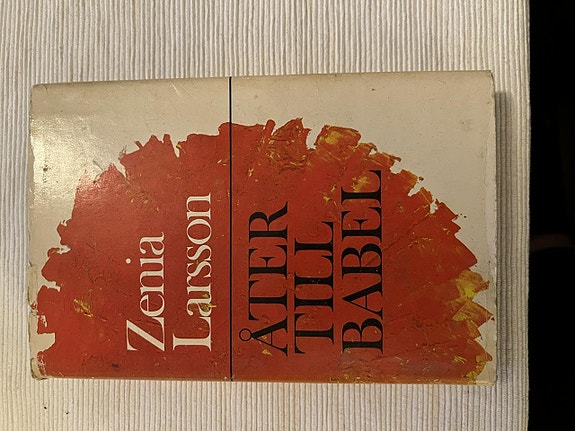 Zenia
Larsson
ÅTER
TILL
BABEL